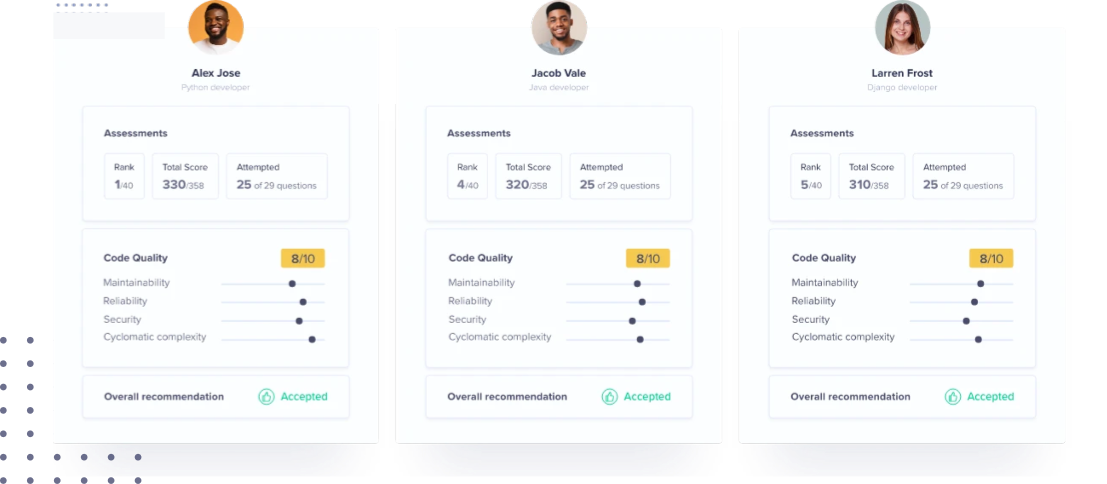 Alex Jose
Python developer
Assessments
Rank
1/40
Total Score
330/358
Attempted
25 of 29 questions
Code Quality
8/10
Maintainability
Reliability
Security
Cyclomatic complexity
Overall recommendation
Accepted
Jacob Vale
Java developer
Assessments
Rank
4/40
Total Score
320/358
Attempted
25 of 29 questions
Code Quality
8/10
Maintainability
Reliability
Security
Cyclomatic complexity
Overall recommendation
Accepted
Larren Frost
Django developer
Assessments
Rank
5/40
Total Score
310/358
Attempted
25 of 29 questions
Code Quality
8/10
Maintainability
Reliability
Security
Cyclomatic complexity
Overall recommendation
Accepted